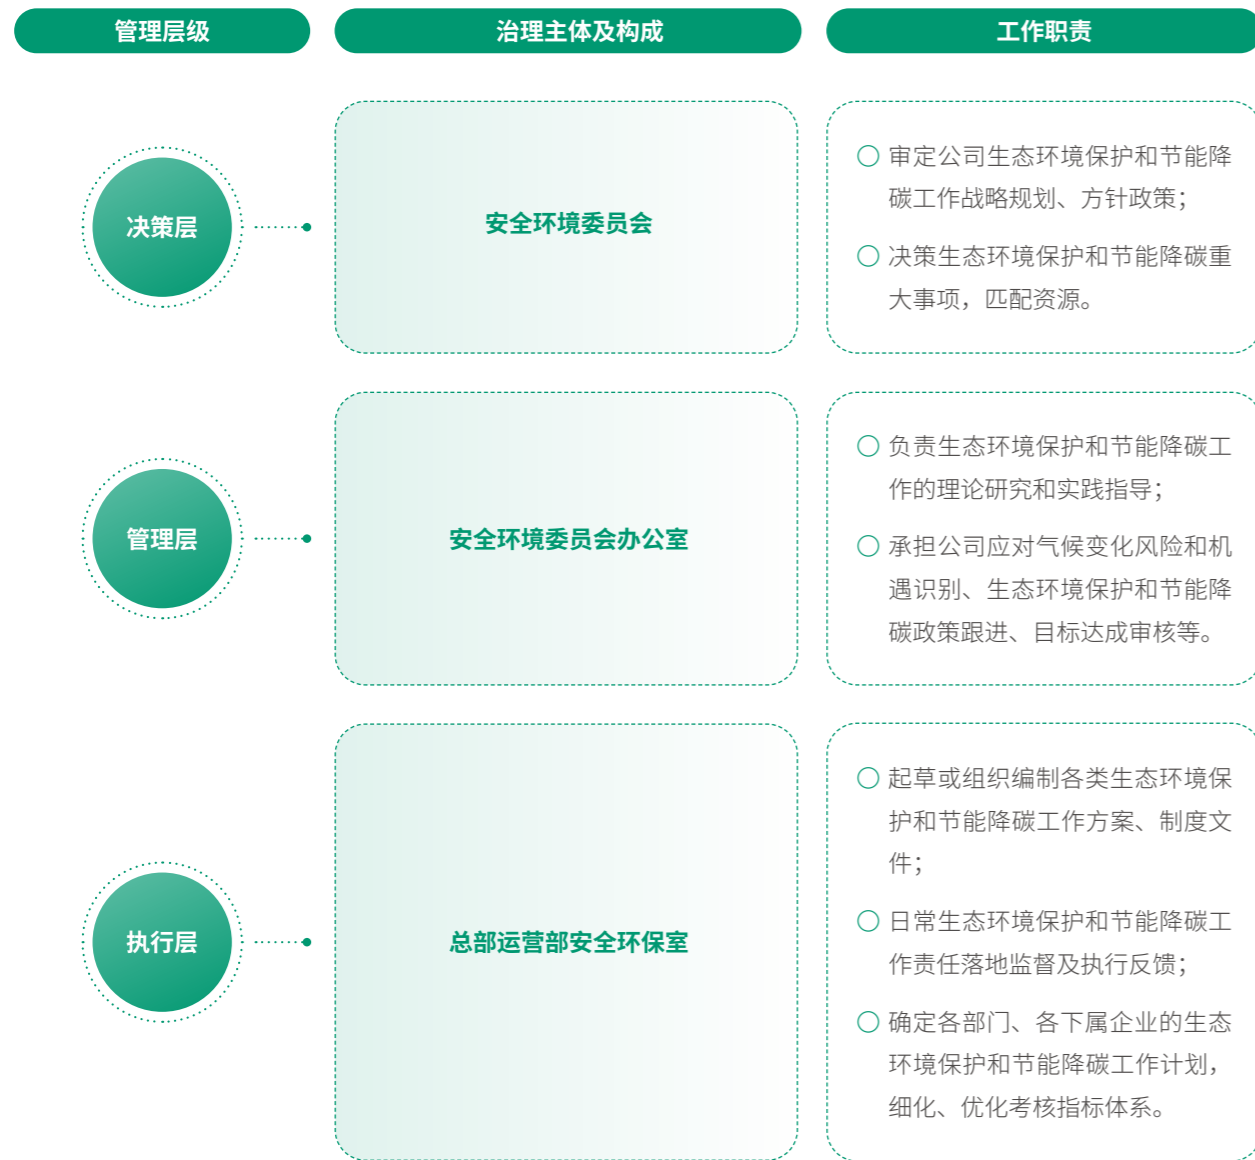 管理层级
治理主体及构成
工作职责
决策层
安全环境委员会
审定公司生态环境保护和节能降
碳工作战略规划、方针政策；
决策生态环境保护和节能降碳重
大事项，匹配资源。
管理层
安全环境委员会办公室
负责生态环境保护和节能降碳工
作的理论研究和实践指导；
承担公司应对气候变化风险和机
遇识别、生态环境保护和节能降
碳政策跟进、目标达成审核等。
执行层
总部运营部安全环保室
起草或组织编制各类生态环境保
护和节能降碳工作方案、制度文
件；
日常生态环境保护和节能降碳工
作责任落地监督及执行反馈；
确定各部门、各下属企业的生态
环境保护和节能降碳工作计划，
细化、优化考核指标体系。